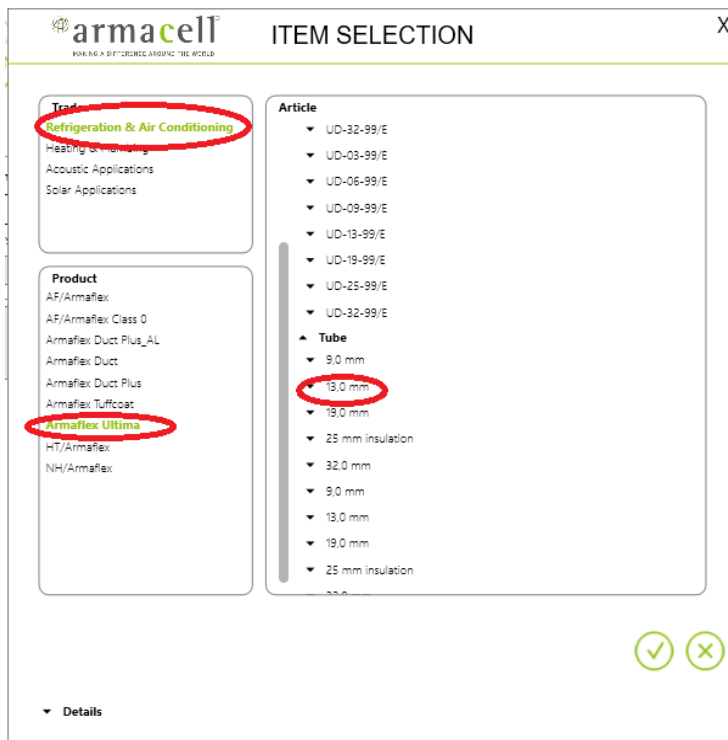 armacell
MAKING A DIFFERENCE AROUND THE WORLD
ITEM SELECTION
X
Trade
Refrigeration & Air Conditioning
Heating & Plumbing
Acoustic Applications
Solar Applications
Product
AF/Armaflex
AF/Armaflex Class 0
Armaflex Duct Plus_AL
Armaflex Duct
Armaflex Duct Plus
Armaflex Tuffcoat
Armaflex Ultima
HT/Armaflex
NH/Armaflex
Article
UD-32-99/E
UD-03-99/E
UD-06-99/E
UD-09-99/E
UD-13-99/E
UD-19-99/E
UD-25-99/E
UD-32-99/E
Tube
9,0 mm
13,0 mm
19,0 mm
25 mm insulation
32,0 mm
9,0 mm
13,0 mm
19,0 mm
25 mm insulation
Details